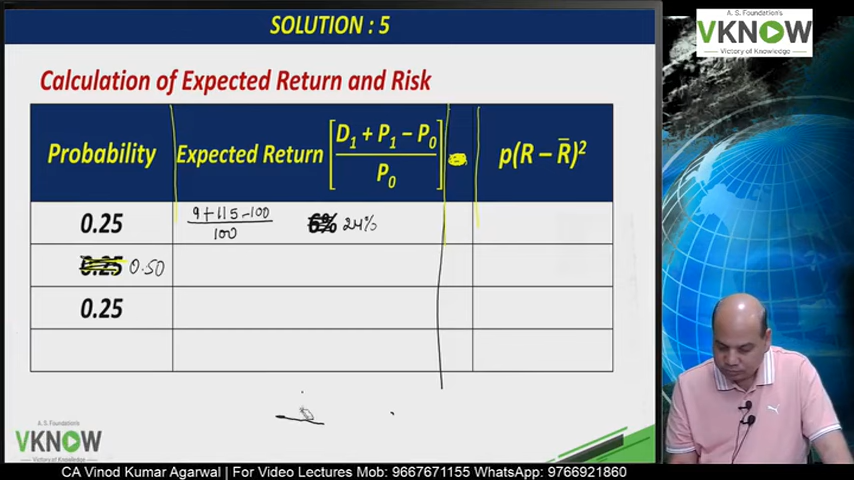 SOLUTION : 5
A. S. Foundation's
VKNOW
Victory of Knowledge
Calculation of Expected Return and Risk
Probability
Expected Return [D₁ + P₁ – P₀ / P₀]
p(R – R̄)²
0.25
9+115-100 / 100
6% 24%
0.25 0.50
0.25
A. S. Foundation's
VKNOW
Victory of Knowledge
CA Vinod Kumar Agarwal | For Video Lectures Mob: 9667671155 WhatsApp: 9766921860